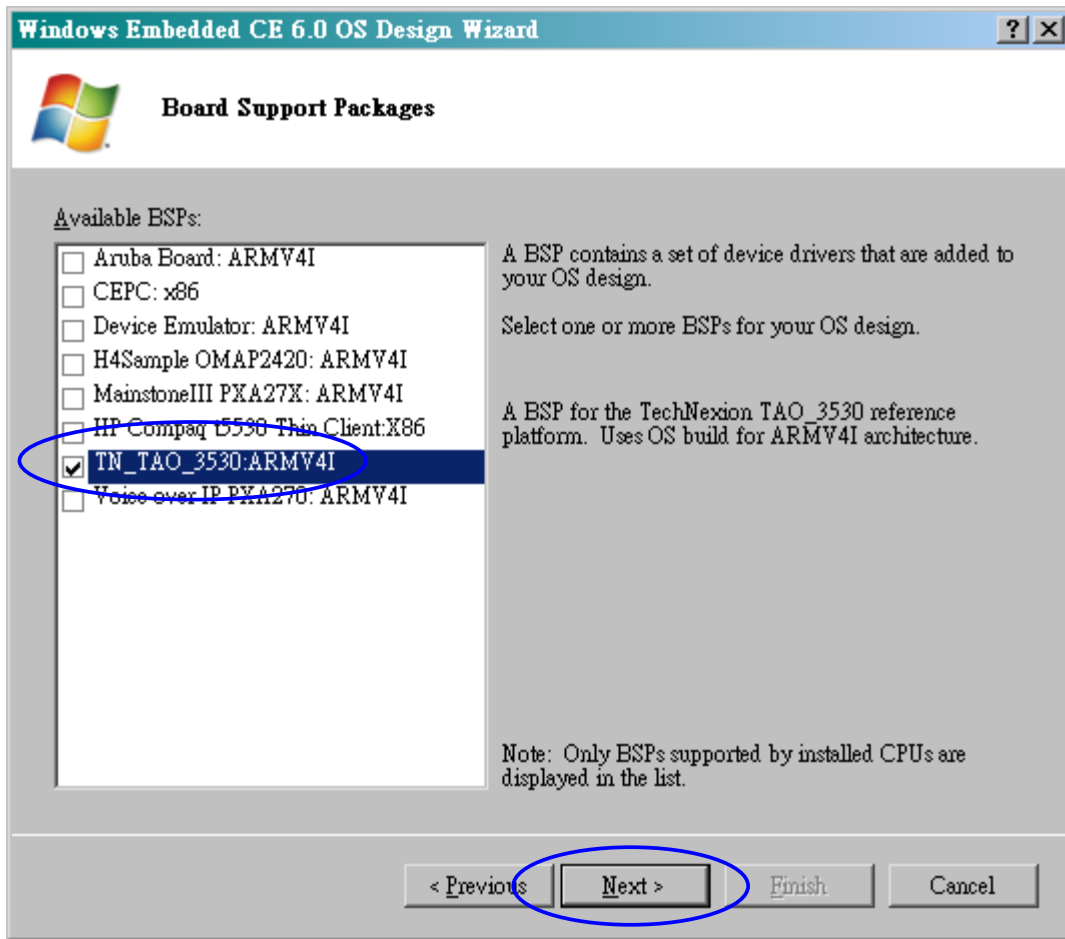 Windows Embedded CE 6.0 OS Design Wizard
Board Support Packages
Available BSPs:
Aruba Board: ARMV4I
CEPC: x86
Device Emulator: ARMV4I
H4Sample OMAP2420: ARMV4I
MainstoneIII PXA27X: ARMV4I
HP Compaq t5530 Thin Client:X86
TN_TAO_3530:ARMV4I
Voice over IP PXA270: ARMV4I
A BSP contains a set of device drivers that are added to
your OS design.
Select one or more BSPs for your OS design.
A BSP for the TechNexion TAO_3530 reference
platform. Uses OS build for ARMV4I architecture.
Note: Only BSPs supported by installed CPUs are
displayed in the list.
< Previous
Next >
Finish
Cancel